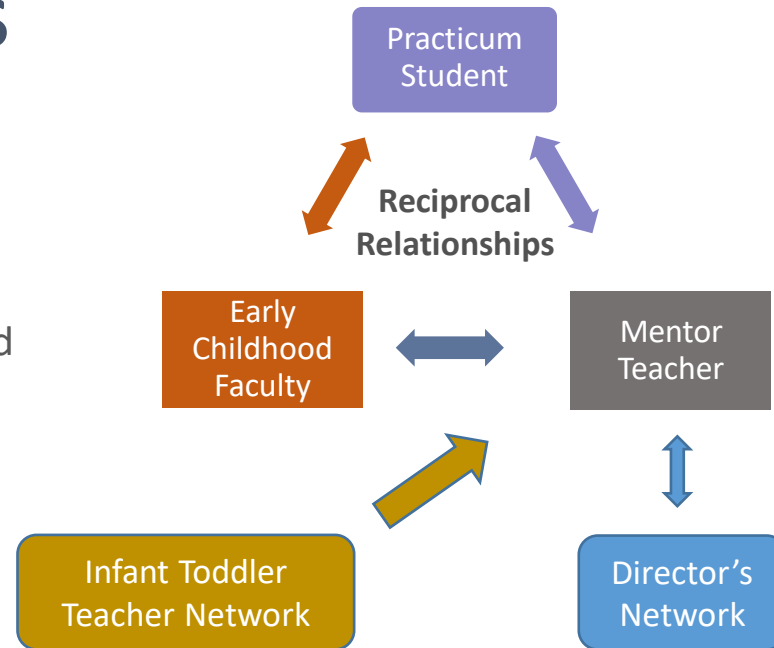 s
Practicum
Student
Reciprocal
Relationships
Early
Childhood
Faculty
d
Mentor
Teacher
Infant Toddler
Teacher Network
Director’s
Network